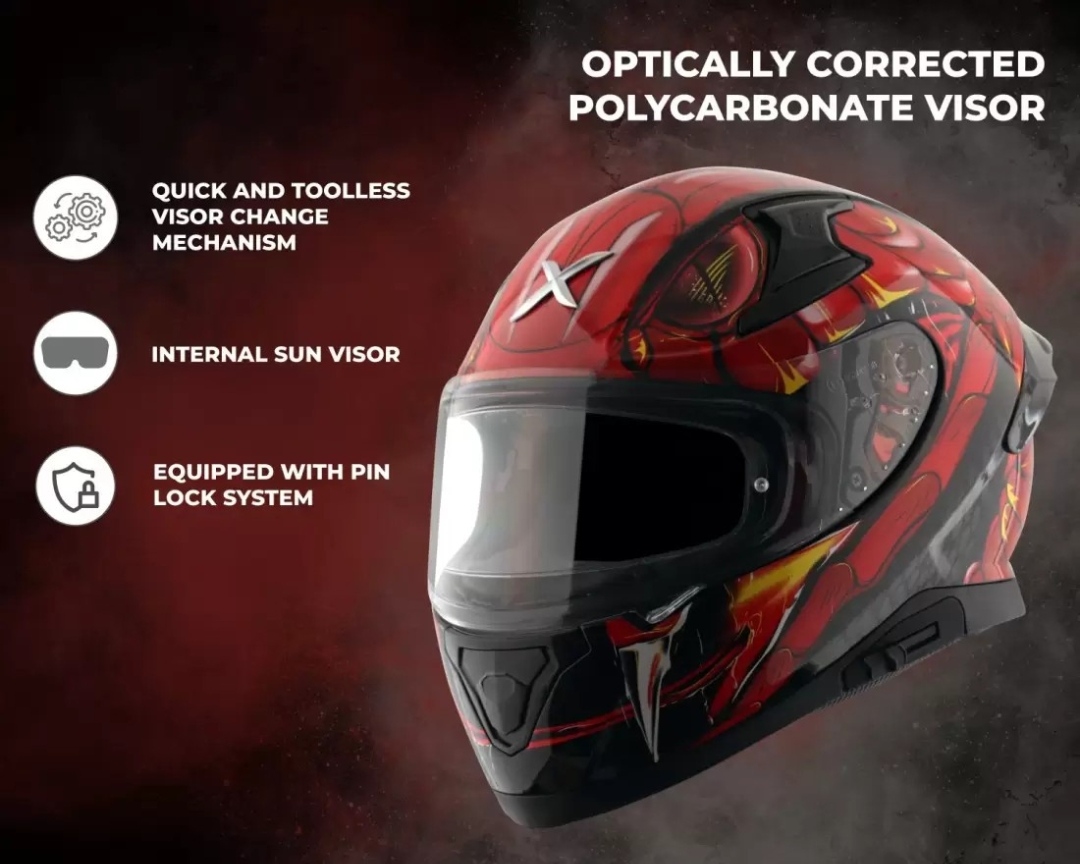 OPTICALLY CORRECTED
POLYCARBONATE VISOR
QUICK AND TOOLLESS
VISOR CHANGE
MECHANISM
INTERNAL SUN VISOR
EQUIPPED WITH PIN
LOCK SYSTEM